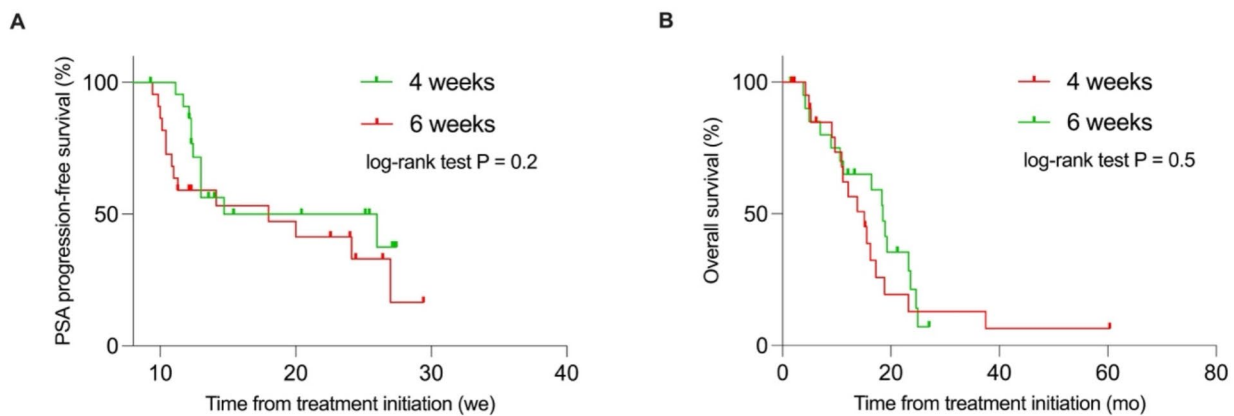 A
PSA progression-free survival (%)
100
50
0
4 weeks
6 weeks
log-rank test P = 0.2
10
20
30
40
Time from treatment initiation (we)
B
Overall survival (%)
100
50
0
4 weeks
6 weeks
log-rank test P = 0.5
0
20
40
60
80
Time from treatment initiation (mo)